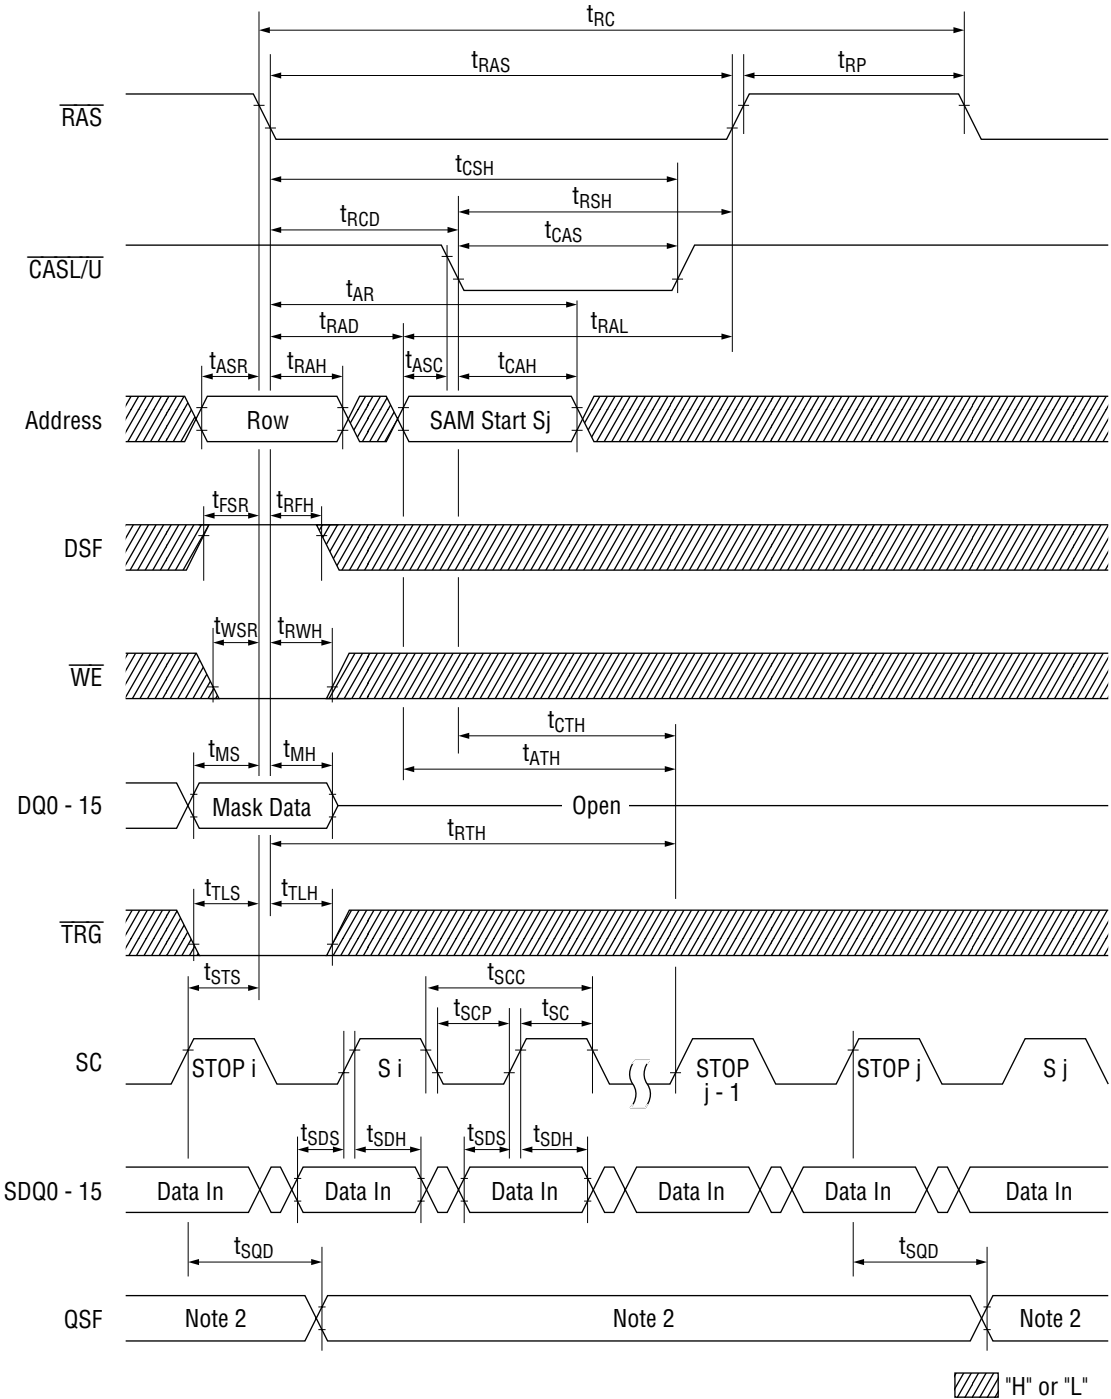 tRC
tRAS tRP
RAS
tCSH
tRSH
tRCD
tCAS
CASL/U
tAR
tRAD tRAL
tASR tRAH tASC tCAH
Address Row SAM Start Sj
tFSR tRFH
DSF
tWSR tRWH
WE
tCTH
tMS tMH tATH
DQ0 - 15 Mask Data Open
tRTH
tTLS tTLH
TRG
tSTS tSCC
tSCP tSC
SC STOP i S i STOP j - 1 STOP j S j
tSDS tSDH tSDS tSDH
SDQ0 - 15 Data In Data In Data In Data In Data In Data In
tSQD tSQD
QSF Note 2 Note 2 Note 2
"H" or "L"